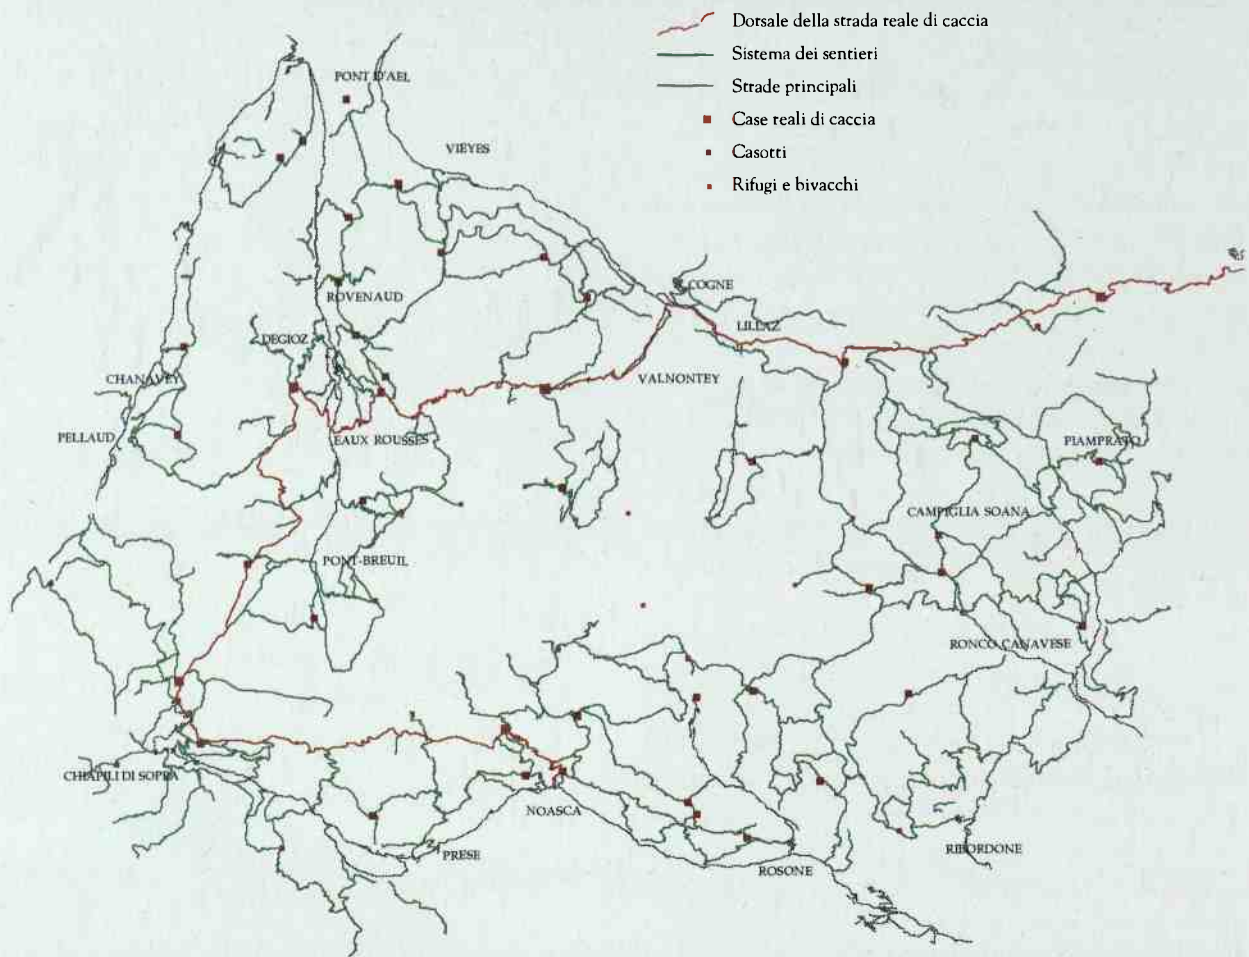 Dorsale della strada reale di caccia
Sistema dei sentieri
Strade principali
Case reali di caccia
Casotti
Rifugi e bivacchi
PONT D'AEL
VIEYES
COGNE
ROVENAUD
LILLAZ
DEGIOZ
CHANAVEY
VALNONTEY
PELLAUD
EAUX ROUSSES
PIAMPRATO
CAMPIGLIA SOANA
PONT-BREUIL
RONCO CANAVESE
CHIAPILI DI SOPRA
NOASCA
PRESE
RIBORDONE
ROSONE